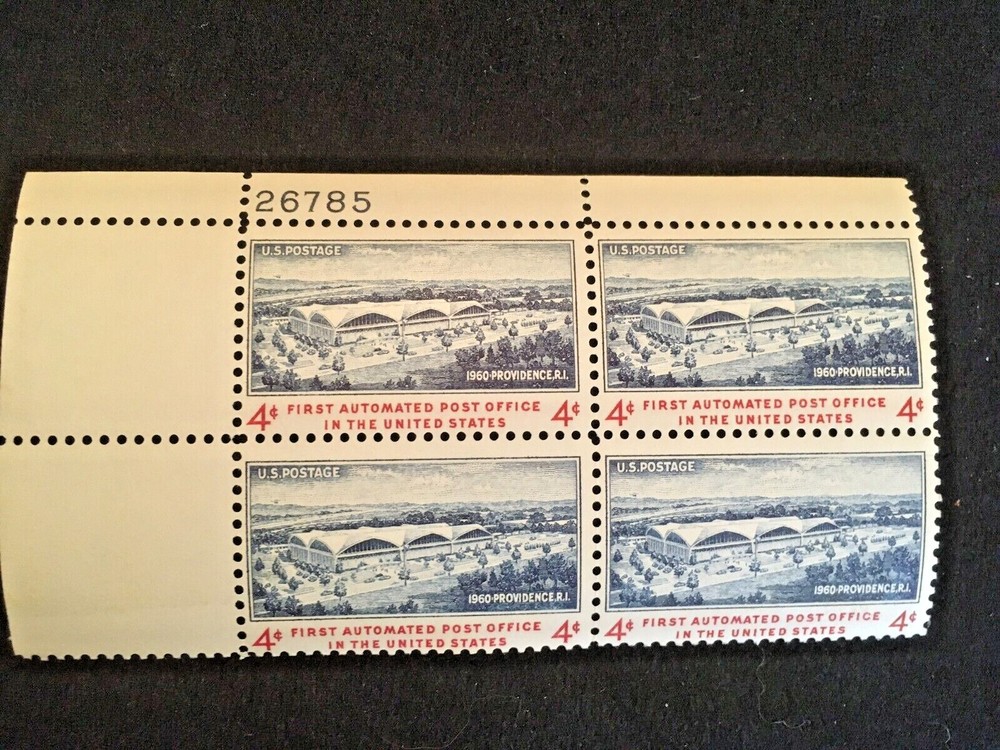 26785
U.S.POSTAGE
1960·PROVIDENCE,R.I.
4¢ FIRST AUTOMATED POST OFFICE IN THE UNITED STATES 4¢
U.S.POSTAGE
1960·PROVIDENCE,R.I.
4¢ FIRST AUTOMATED POST OFFICE IN THE UNITED STATES 4¢
U.S.POSTAGE
1960·PROVIDENCE,R.I.
4¢ FIRST AUTOMATED POST OFFICE IN THE UNITED STATES 4¢
U.S.POSTAGE
1960·PROVIDENCE,R.I.
4¢ FIRST AUTOMATED POST OFFICE IN THE UNITED STATES 4¢